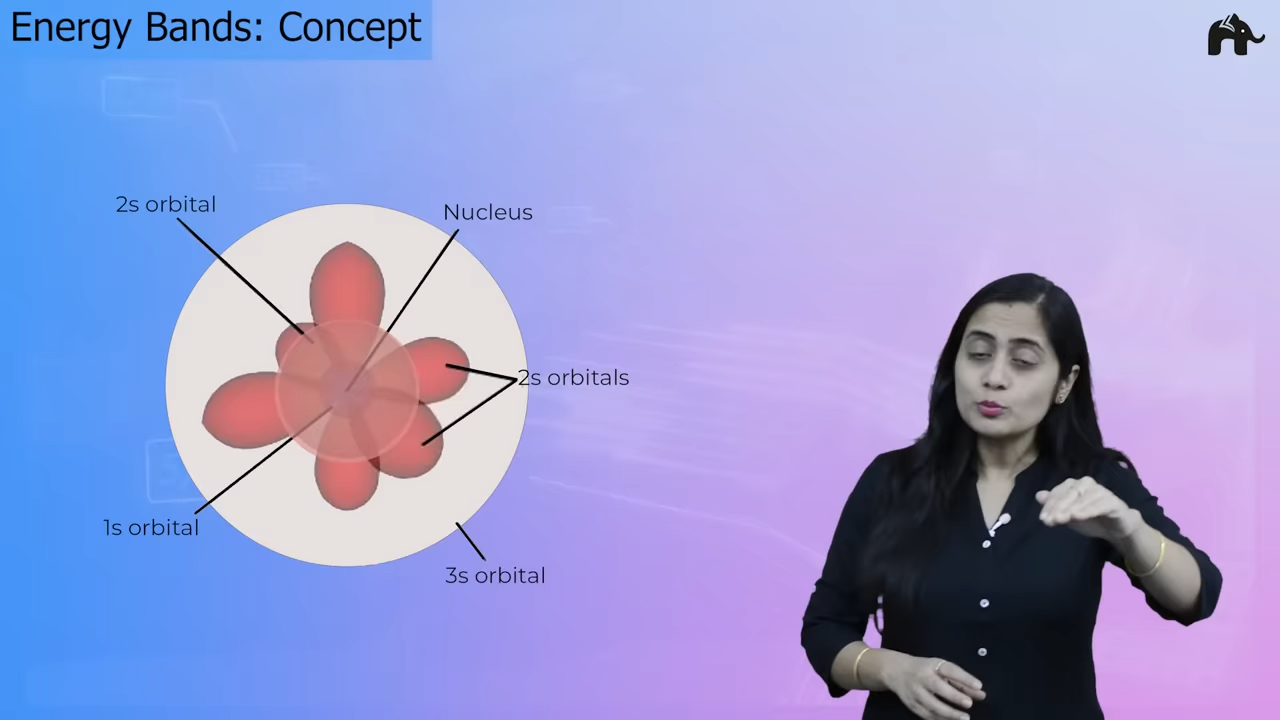 Energy Bands: Concept
2s orbital
Nucleus
2s orbitals
1s orbital
3s orbital